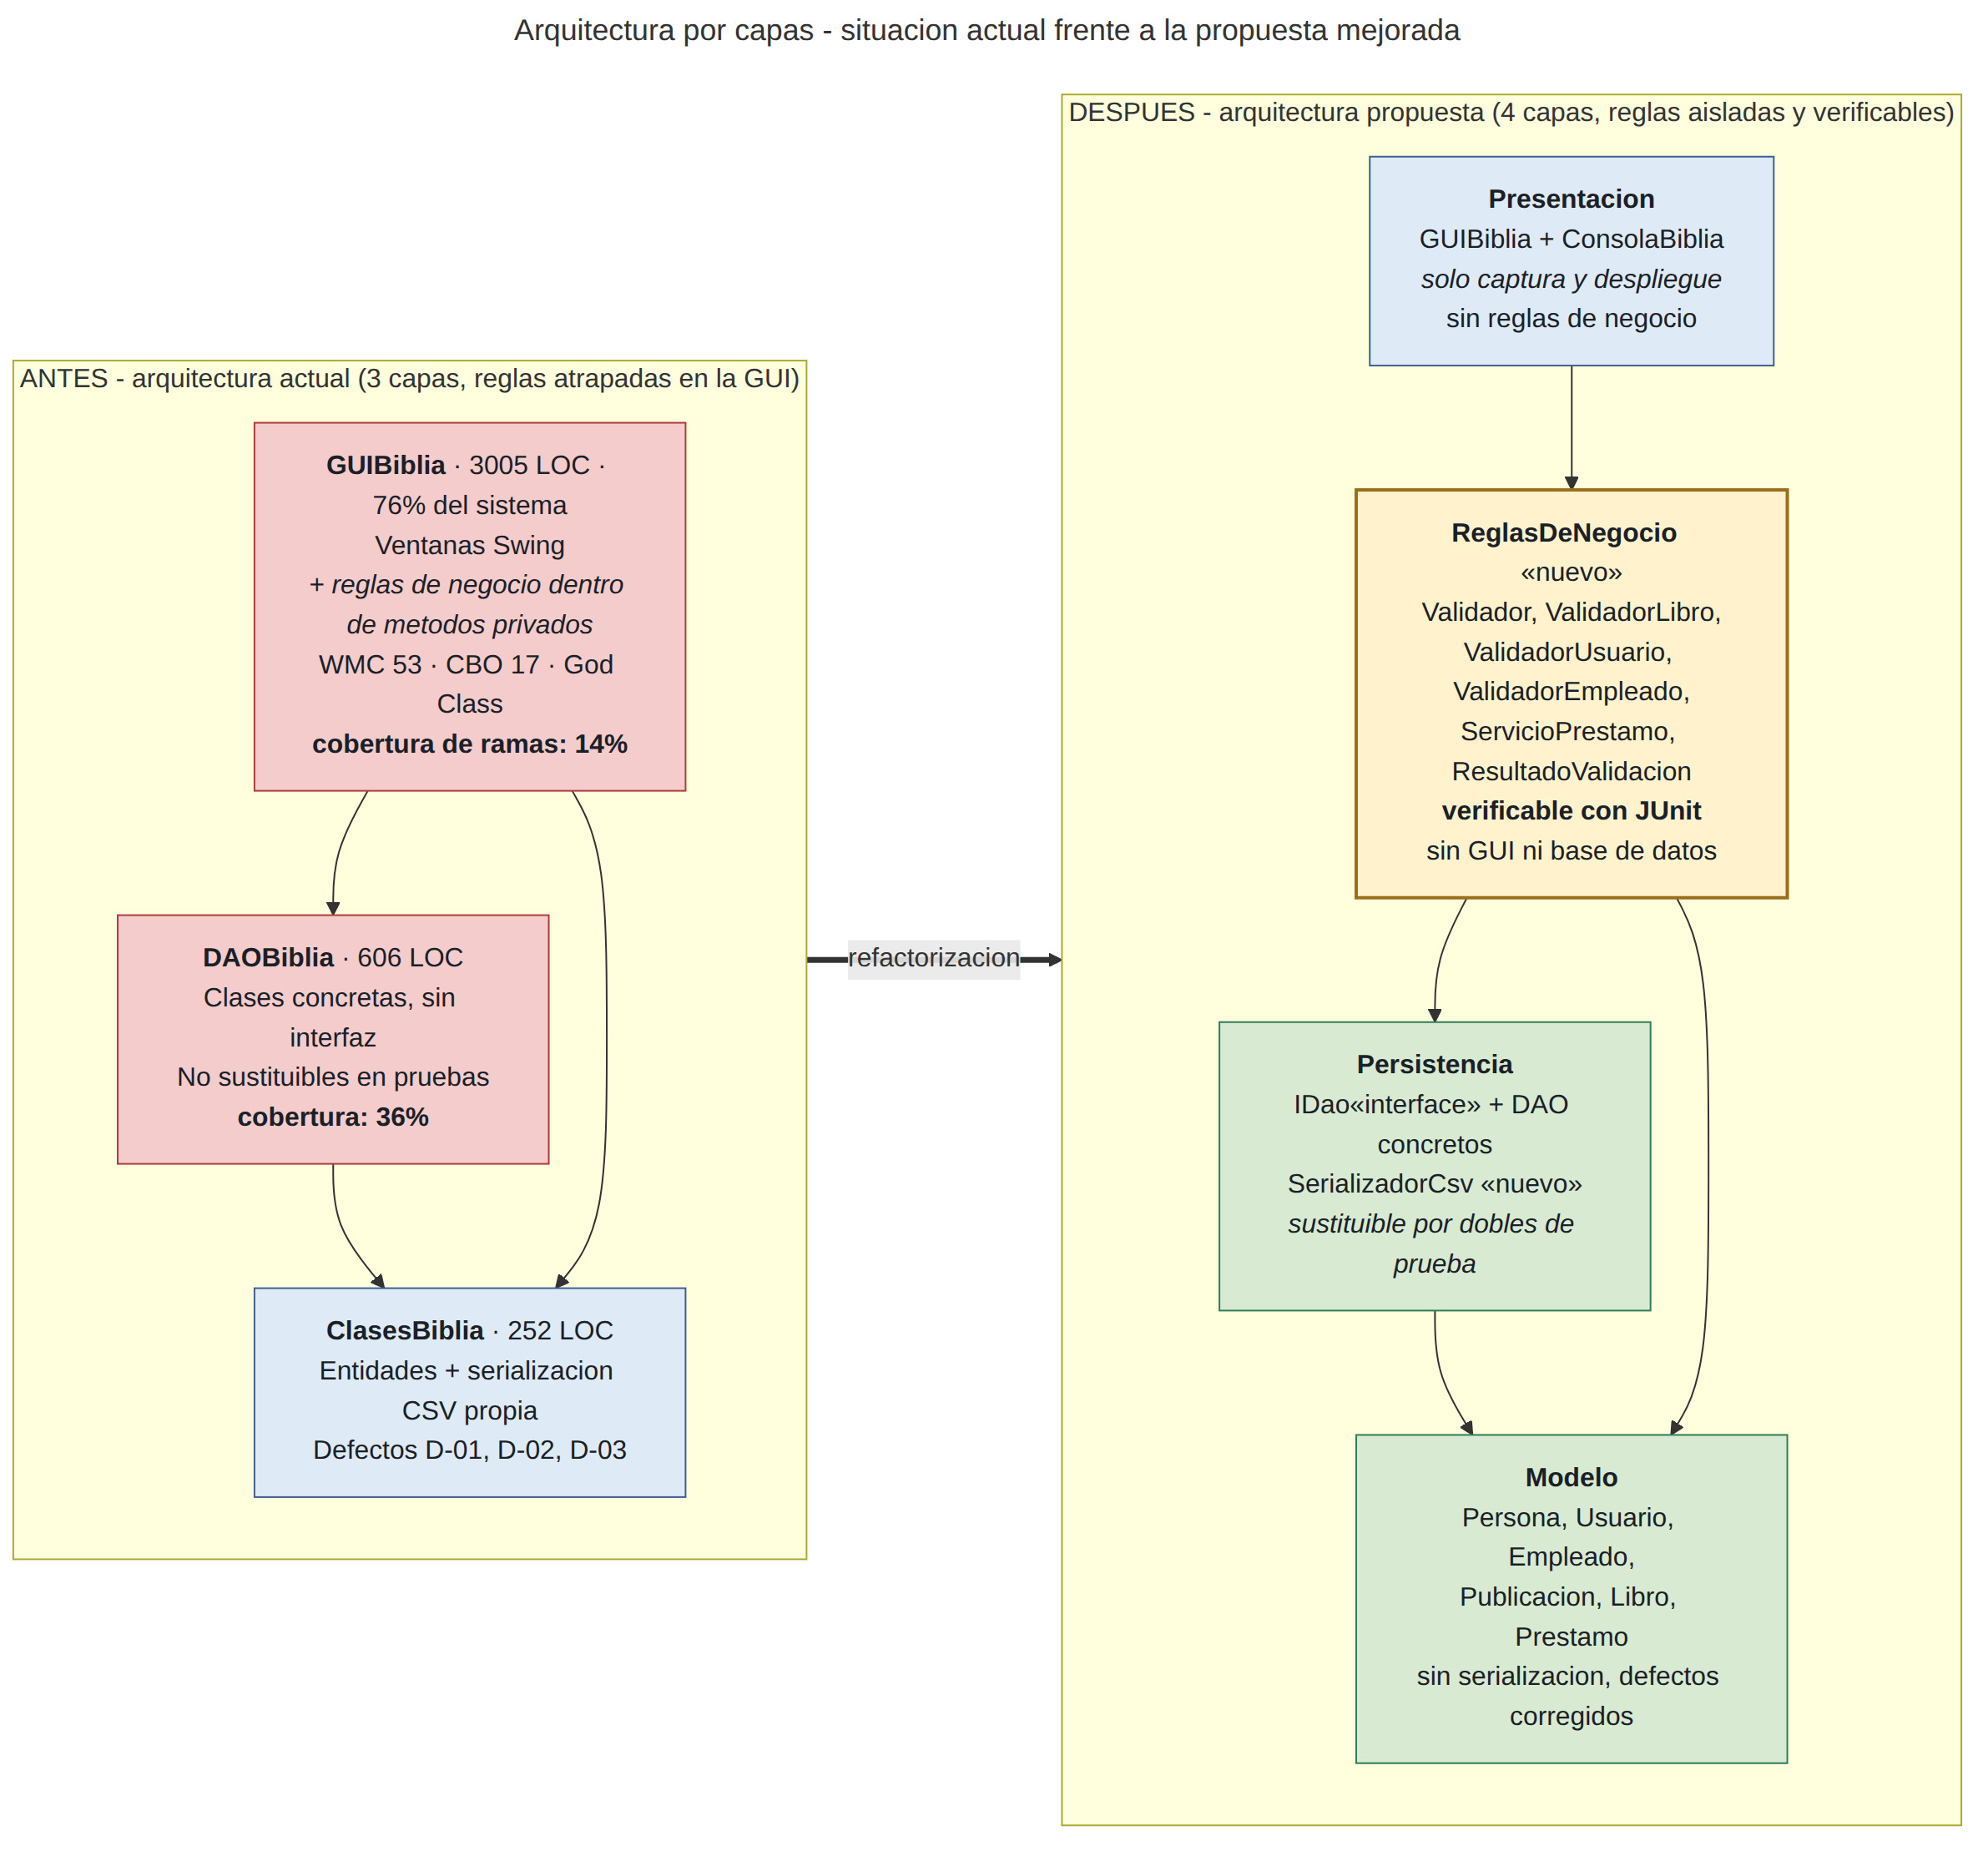 Arquitectura por capas - situacion actual frente a la propuesta mejorada
ANTES - arquitectura actual (3 capas, reglas atrapadas en la GUI)
GUIBiblia · 3005 LOC ·
76% del sistema
Ventanas Swing
+ reglas de negocio dentro
de metodos privados
WMC 53 · CBO 17 · God
Class
cobertura de ramas: 14%
DAOBiblia · 606 LOC
Clases concretas, sin
interfaz
No sustituibles en pruebas
cobertura: 36%
ClasesBiblia · 252 LOC
Entidades + serializacion
CSV propia
Defectos D-01, D-02, D-03
refactorizacion
DESPUES - arquitectura propuesta (4 capas, reglas aisladas y verificables)
Presentacion
GUIBiblia + ConsolaBiblia
solo captura y despliegue
sin reglas de negocio
ReglasDeNegocio
«nuevo»
Validador, ValidadorLibro,
ValidadorUsuario,
ValidadorEmpleado,
ServicioPrestamo,
ResultadoValidacion
verificable con JUnit
sin GUI ni base de datos
Persistencia
IDao«interface» + DAO
concretos
SerializadorCsv «nuevo»
sustituible por dobles de
prueba
Modelo
Persona, Usuario,
Empleado,
Publicacion, Libro,
Prestamo
sin serializacion, defectos
corregidos